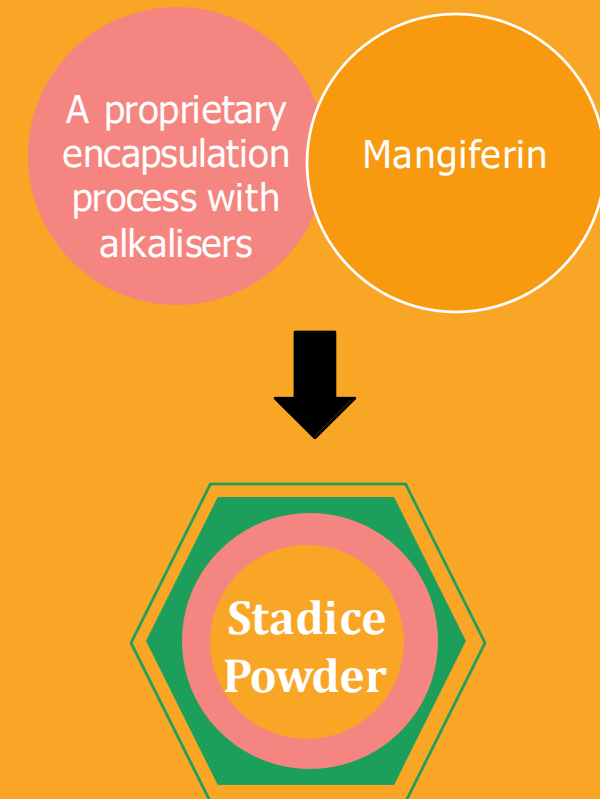 A proprietary
encapsulation
process with
alkalisers
Mangiferin
Stadice
Powder